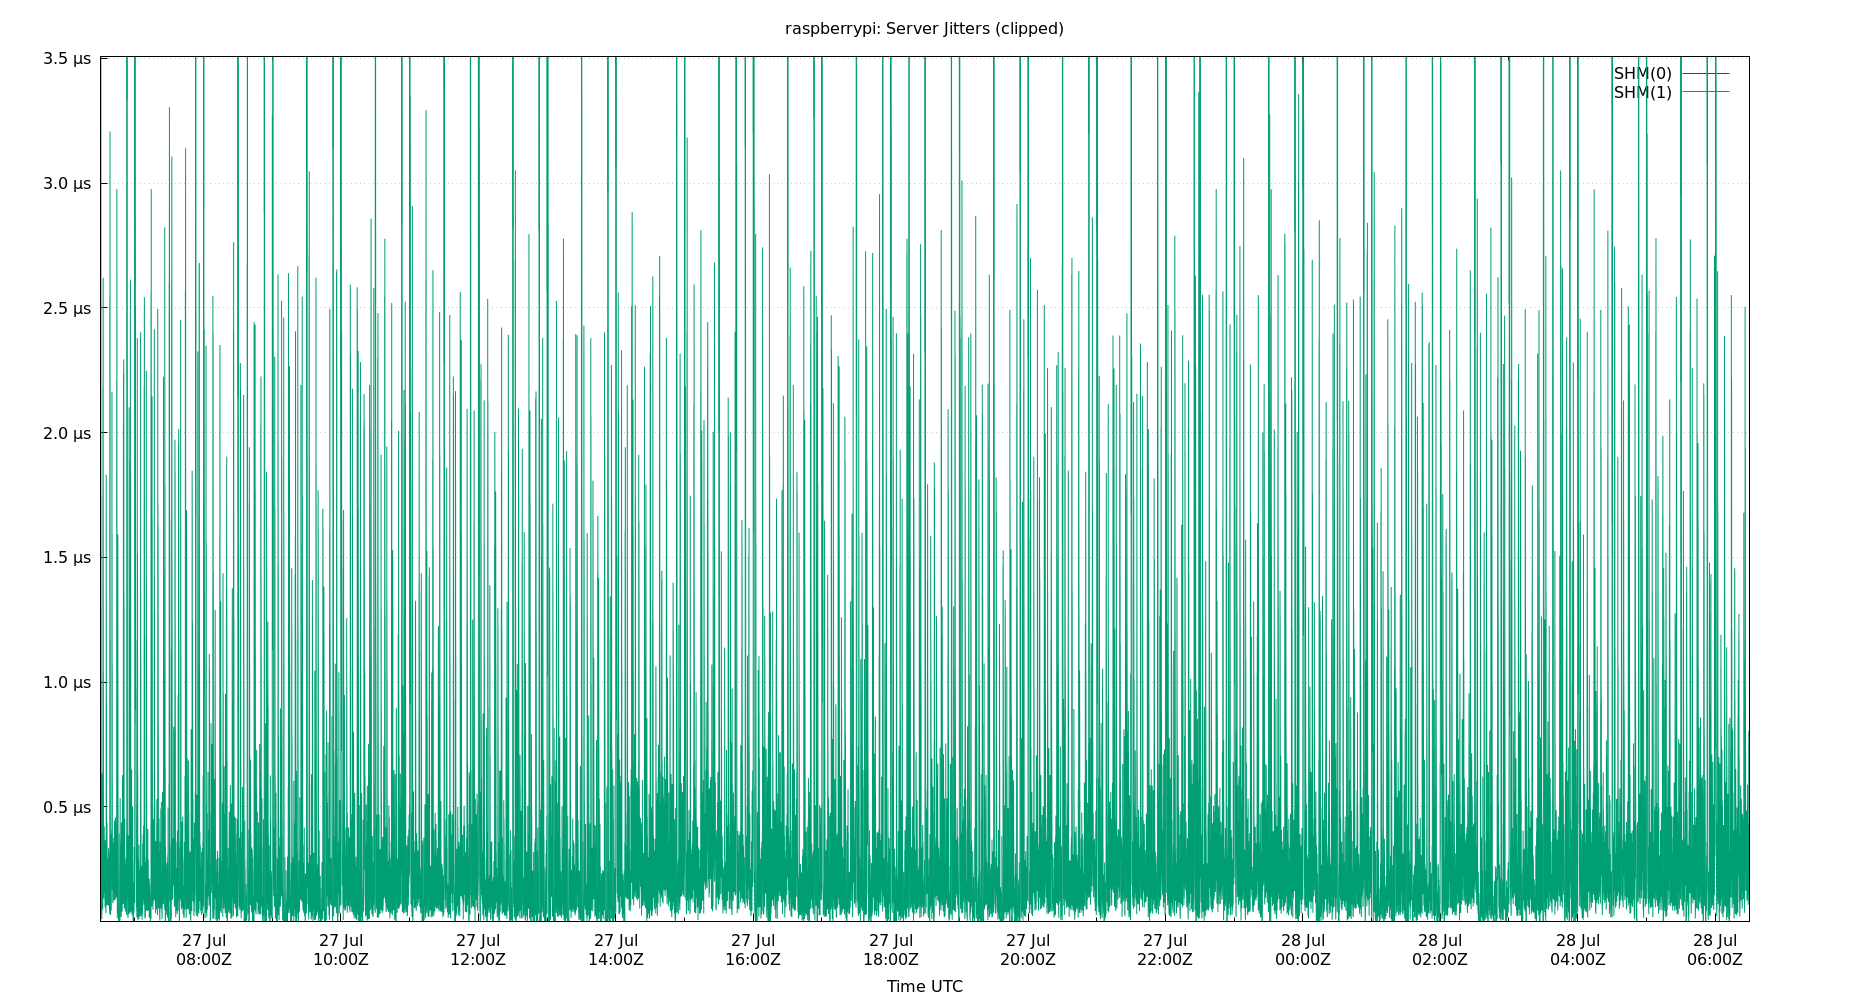 raspberrypi: Server Jitters (clipped)
3.5 µs
SHM(0)
SHM(1)
3.0 µs
2.5 µs
2.0 µs
1.5 µs
1.0 µs
0.5 µs
27 Jul 27 Jul 27 Jul 27 Jul 27 Jul 27 Jul 27 Jul 27 Jul 28 Jul 28 Jul 28 Jul 28 Jul
08:00Z 10:00Z 12:00Z 14:00Z 16:00Z 18:00Z 20:00Z 22:00Z 00:00Z 02:00Z 04:00Z 06:00Z
Time UTC